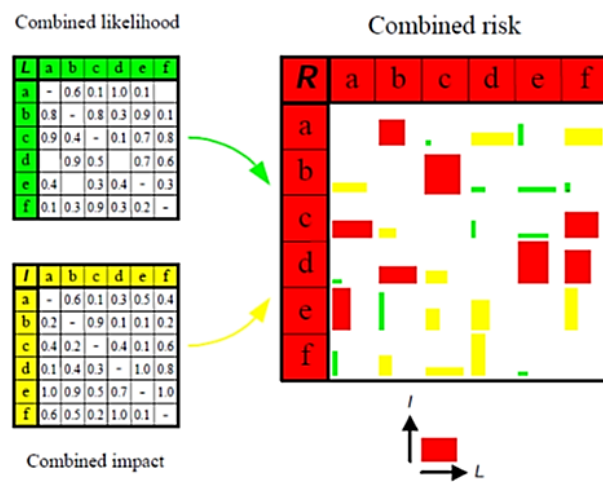 Combined likelihood
L a b c d e f
a - 0.6 0.1 1.0 0.1
b 0.8 - 0.8 0.3 0.9 0.1
c 0.9 0.4 - 0.1 0.7 0.8
d 0.9 0.5 0.7 0.6
e 0.4 0.3 0.4 - 0.3
f 0.1 0.3 0.9 0.3 0.2 -
I a b c d e f
a - 0.6 0.1 0.3 0.5 0.4
b 0.2 - 0.9 0.1 0.1 0.2
c 0.4 0.2 - 0.4 0.1 0.6
d 0.1 0.4 0.3 - 1.0 0.8
e 1.0 0.9 0.5 0.7 - 1.0
f 0.6 0.5 0.2 1.0 0.1 -
Combined impact
Combined risk
R a b c d e f
a
b
c
d
e
f
I
L